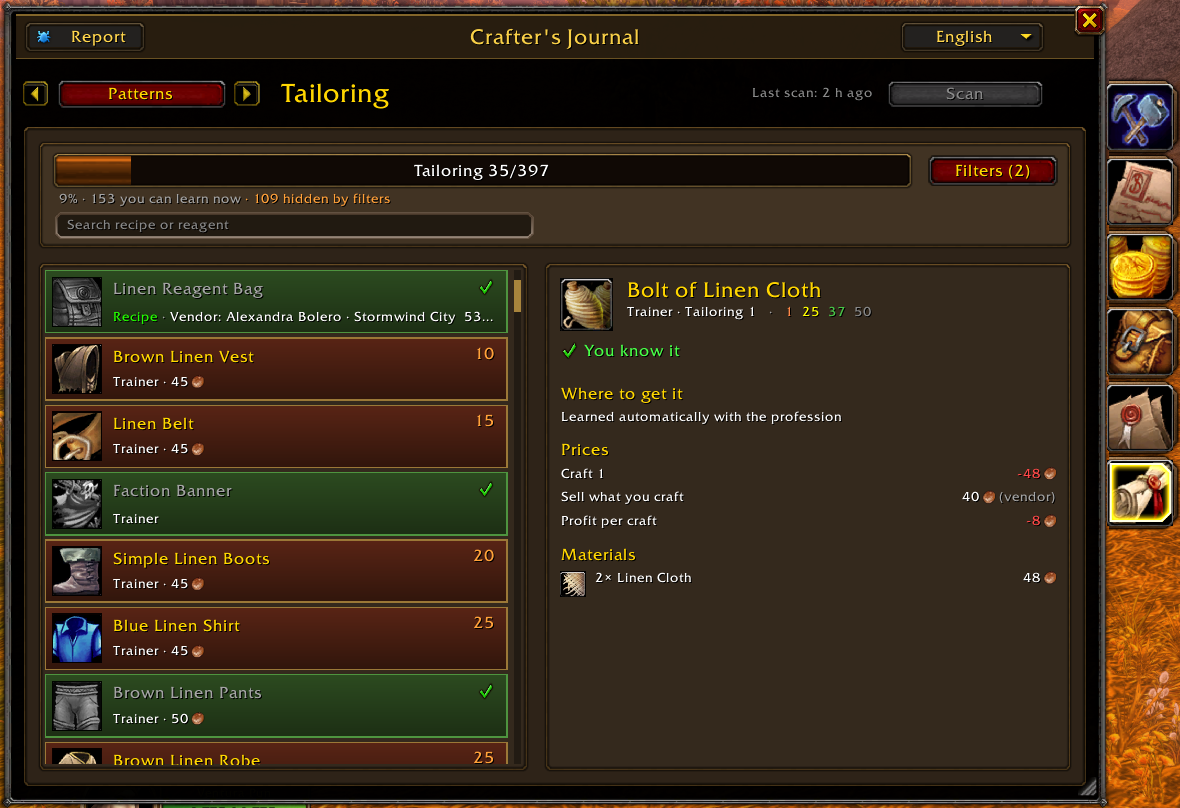 Report
Crafter's Journal
English
Patterns
Tailoring
Last scan: 2 h ago
Scan
Tailoring 35/397
Filters (2)
9% · 153 you can learn now · 109 hidden by filters
Search recipe or reagent
Linen Reagent Bag
Recipe · Vendor: Alexandra Bolero · Stormwind City 53...
Brown Linen Vest 10
Trainer · 45
Linen Belt 15
Trainer · 45
Faction Banner
Trainer
Simple Linen Boots 20
Trainer · 45
Blue Linen Shirt 25
Trainer · 45
Brown Linen Pants
Trainer · 50
Brown Linen Robe 25
Bolt of Linen Cloth
Trainer · Tailoring 1 · 1 25 37 50
You know it
Where to get it
Learned automatically with the profession
Prices
Craft 1 -48
Sell what you craft 40 (vendor)
Profit per craft -8
Materials
2× Linen Cloth 48